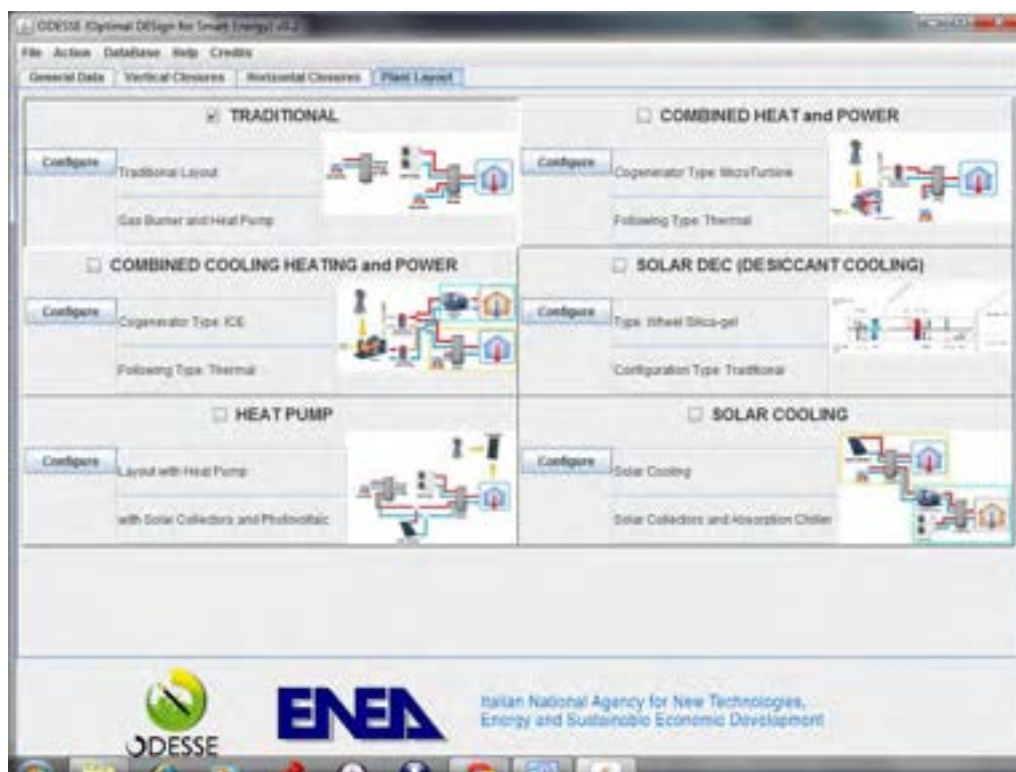 ODESSE (Optimal DESign for Smart Energy) v0.2
File Action DataBase Help Credits
General Data Vertical Closures Horizontal Closures Plant Layout
TRADITIONAL
Configure
Traditional Layout
Gas Burner and Heat Pump
COMBINED HEAT and POWER
Configure
Cogenerator Type: MicroTurbine
Following Type: Thermal
COMBINED COOLING HEATING and POWER
Configure
Cogenerator Type: ICE
Following Type: Thermal
SOLAR DEC (DESICCANT COOLING)
Configure
Type: Wheel Silica-gel
Configuration Type: Traditional
HEAT PUMP
Configure
Layout with Heat Pump
with Solar Collectors and Photovoltaic
SOLAR COOLING
Configure
Solar Cooling
Solar Collectors and Absorption Chiller
ODESSE
ENEA
Italian National Agency for New Technologies,
Energy and Sustainable Economic Development